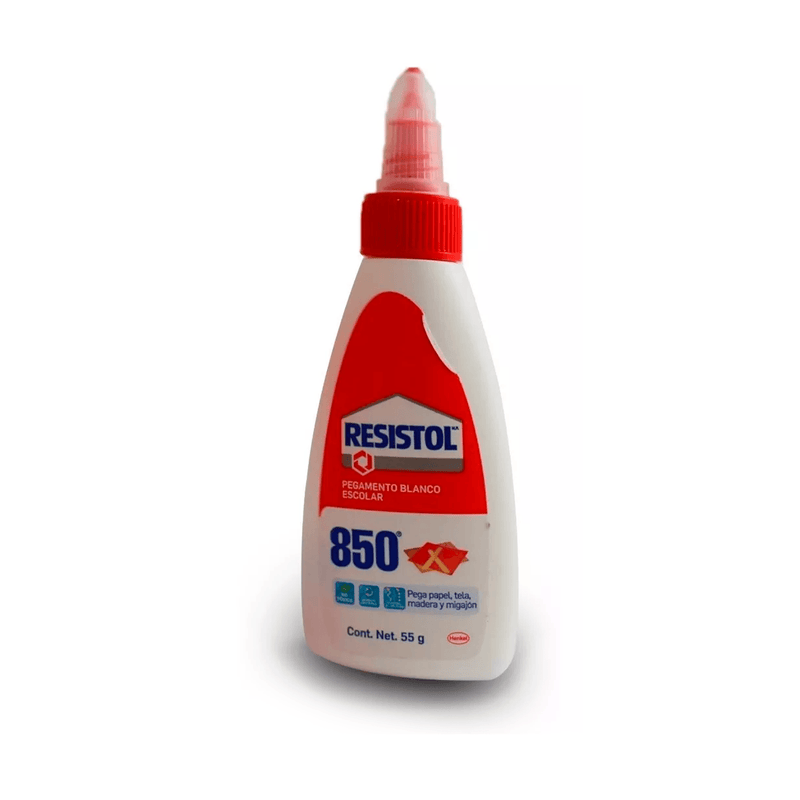 RESISTOL
PEGAMENTO BLANCO
ESCOLAR
850®
Pega papel, tela,
madera y migajón
Cont. Net. 55 g
Henkel